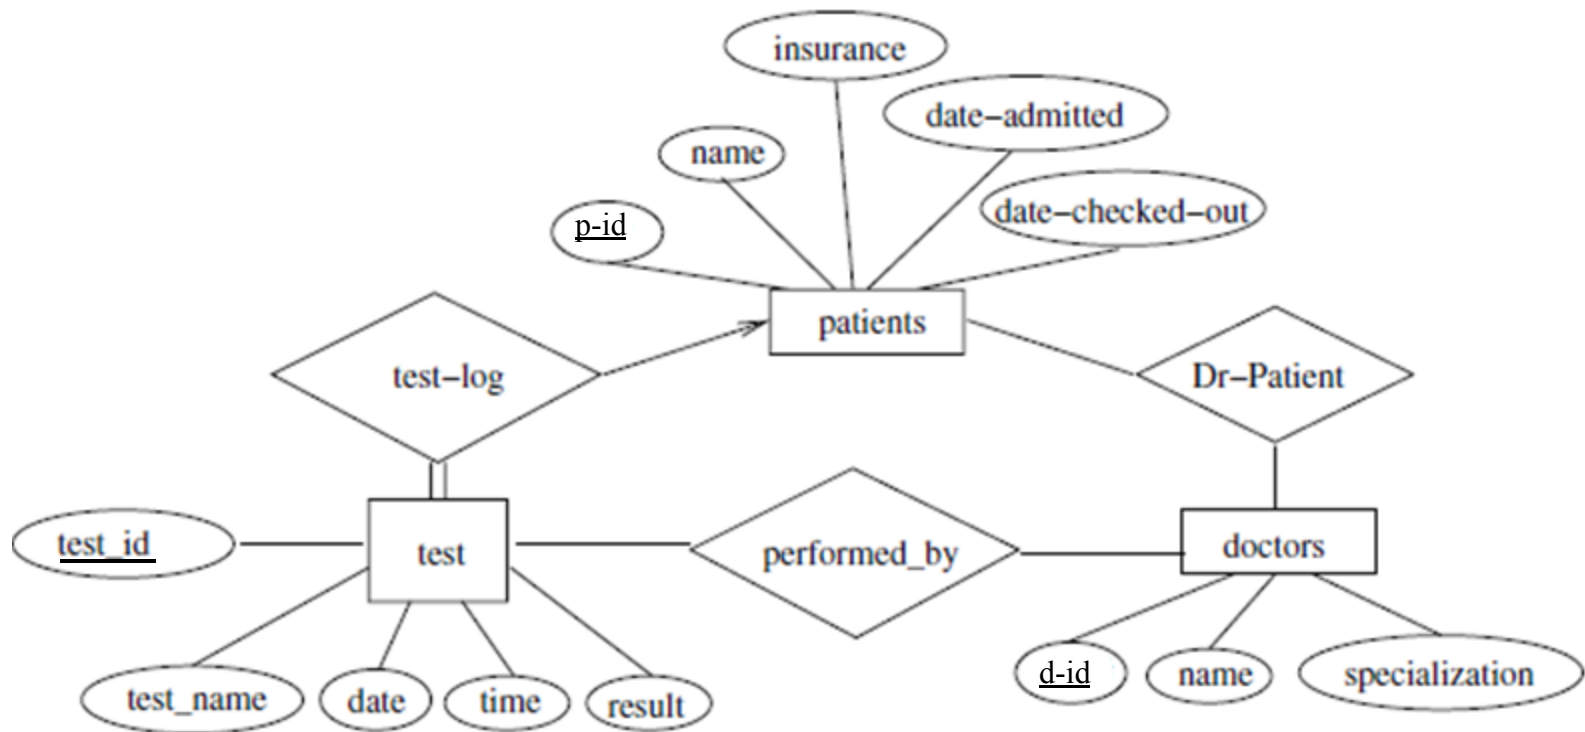 insurance
date-admitted
name
date-checked-out
p-id
patients
test-log
Dr-Patient
test_id
test
performed_by
doctors
test_name
date
time
result
d-id
name
specialization